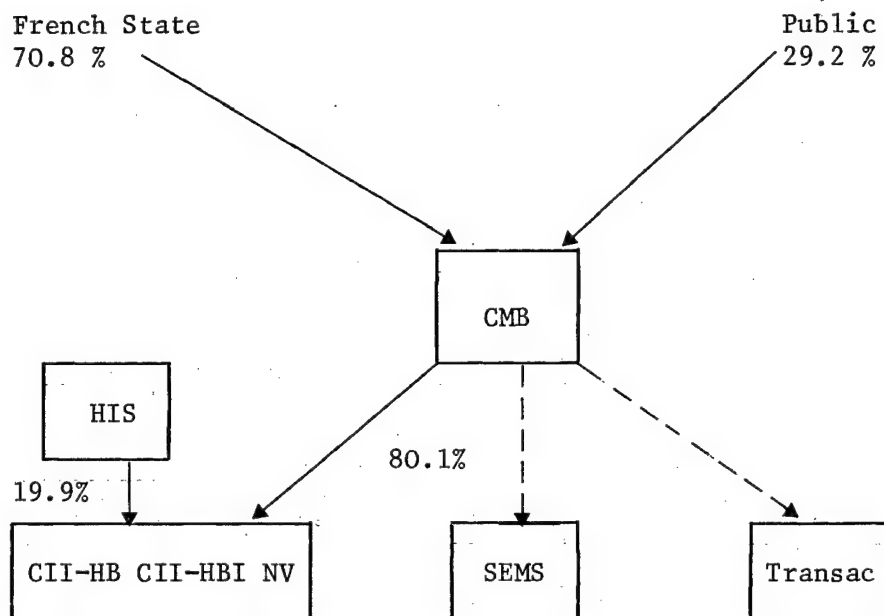 French State
70.8 %
Public
29.2 %
CMB
HIS
80.1%
19.9%
CII-HB CII-HBI NV
SEMS
Transac